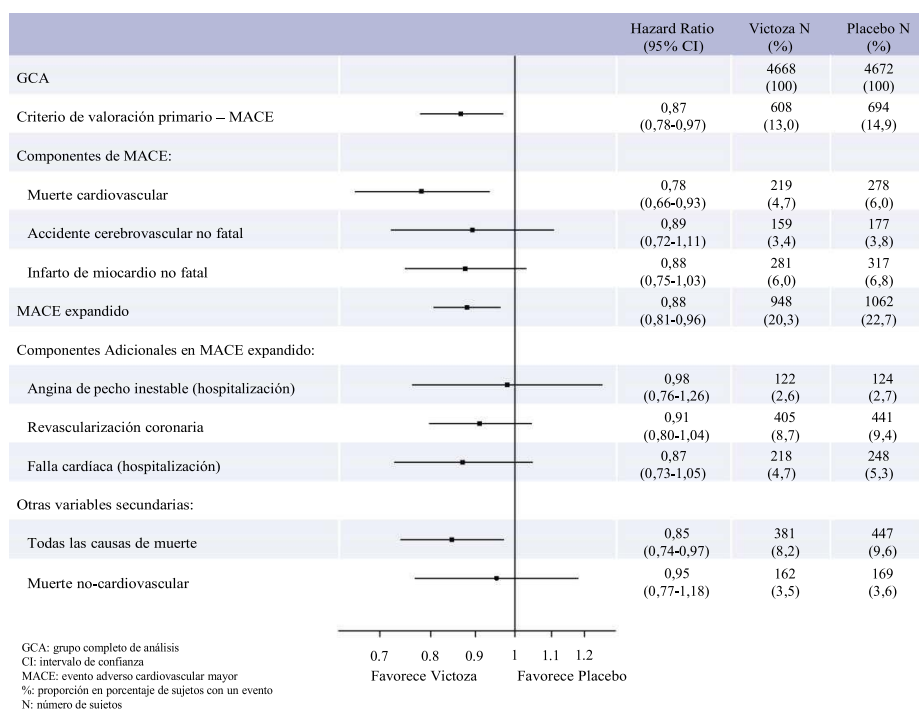 Hazard Ratio Victoza N Placebo N
(95% CI) (%) (%)
GCA 4668 4672
(100) (100)
Criterio de valoración primario – MACE 0,87 608 694
(0,78-0,97) (13,0) (14,9)
Componentes de MACE:
Muerte cardiovascular 0,78 219 278
(0,66-0,93) (4,7) (6,0)
Accidente cerebrovascular no fatal 0,89 159 177
(0,72-1,11) (3,4) (3,8)
Infarto de miocardio no fatal 0,88 281 317
(0,75-1,03) (6,0) (6,8)
MACE expandido 0,88 948 1062
(0,81-0,96) (20,3) (22,7)
Componentes Adicionales en MACE expandido:
Angina de pecho inestable (hospitalización) 0,98 122 124
(0,76-1,26) (2,6) (2,7)
Revascularización coronaria 0,91 405 441
(0,80-1,04) (8,7) (9,4)
Falla cardíaca (hospitalización) 0,87 218 248
(0,73-1,05) (4,7) (5,3)
Otras variables secundarias:
Todas las causas de muerte 0,85 381 447
(0,74-0,97) (8,2) (9,6)
Muerte no-cardiovascular 0,95 162 169
(0,77-1,18) (3,5) (3,6)
0.7 0.8 0.9 1 1.1 1.2
Favorece Victoza Favorece Placebo
GCA: grupo completo de análisis
CI: intervalo de confianza
MACE: evento adverso cardiovascular mayor
%: proporción en porcentaje de sujetos con un evento
N: número de sujetos